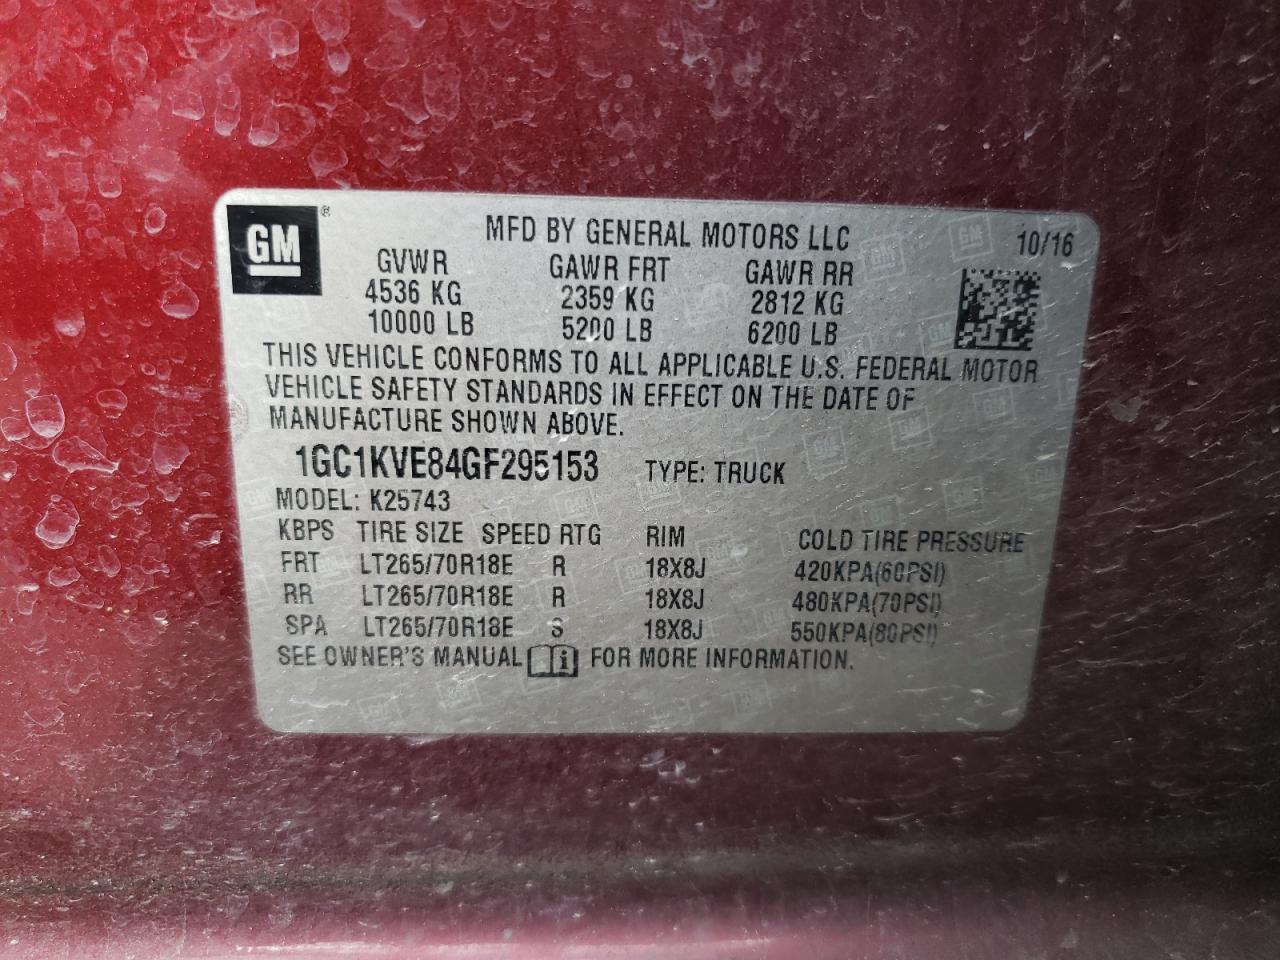 GM ® MFD BY GENERAL MOTORS LLC 10/16
GVWR GAWR FRT GAWR RR
4536 KG 2359 KG 2812 KG
10000 LB 5200 LB 6200 LB
THIS VEHICLE CONFORMS TO ALL APPLICABLE U.S. FEDERAL MOTOR
VEHICLE SAFETY STANDARDS IN EFFECT ON THE DATE OF
MANUFACTURE SHOWN ABOVE.
1GC1KVE84GF295153 TYPE: TRUCK
MODEL: K25743
KBPS TIRE SIZE SPEED RTG RIM COLD TIRE PRESSURE
FRT LT265/70R18E R 18X8J 420KPA(60PSI)
RR LT265/70R18E R 18X8J 480KPA(70PSI)
SPA LT265/70R18E S 18X8J 550KPA(80PSI)
SEE OWNER'S MANUAL FOR MORE INFORMATION.